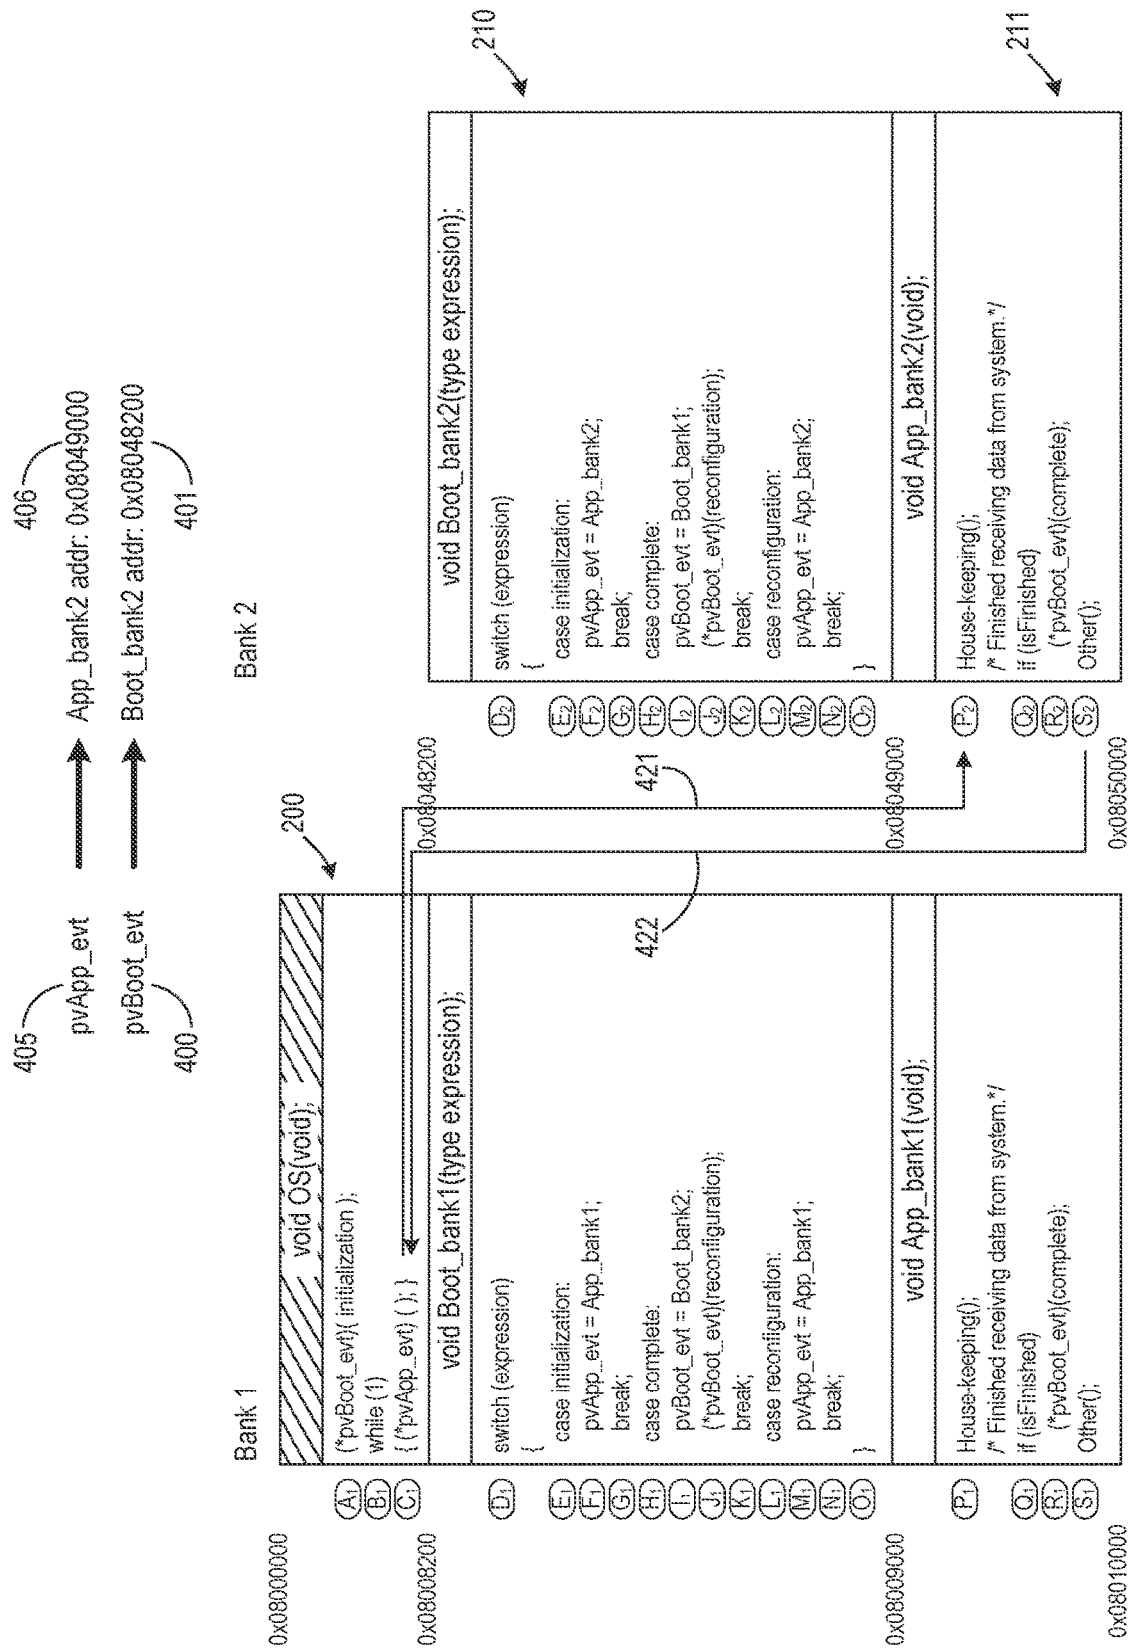 405
pvApp_evt
App_bank2 addr: 0x08049000
406
pvBoot_evt
Boot_bank2 addr: 0x08048200
400
401
Bank 1
200
0x08000000
void OS(void);
A1 (*pvBoot_evt)( initialization );
B1 while (1)
C1 { (*pvApp_evt) ( ); }
0x08008200
void Boot_bank1(type expression);
D1 switch (expression)
{
E1 case initialization:
F1 pvApp_evt = App_bank1;
G1 break;
H1 case complete:
I1 pvBoot_evt = Boot_bank2;
J1 (*pvBoot_evt)(reconfiguration);
K1 break;
L1 case reconfiguration:
M1 pvApp_evt = App_bank1;
N1 break;
O1 }
0x08009000
void App_bank1(void);
P1 House-keeping();
/* Finished receiving data from system.*/
Q1 if (isFinished)
R1 (*pvBoot_evt)(complete);
S1 Other();
0x08010000
422
421
Bank 2
210
0x08048200
void Boot_bank2(type expression);
D2 switch (expression)
{
E2 case initialization:
F2 pvApp_evt = App_bank2;
G2 break;
H2 case complete:
I2 pvBoot_evt = Boot_bank1;
J2 (*pvBoot_evt)(reconfiguration);
K2 break;
L2 case reconfiguration:
M2 pvApp_evt = App_bank2;
N2 break;
O2 }
0x08049000
void App_bank2(void);
211
P2 House-keeping();
/* Finished receiving data from system.*/
Q2 if (isFinished)
R2 (*pvBoot_evt)(complete);
S2 Other();
0x08050000